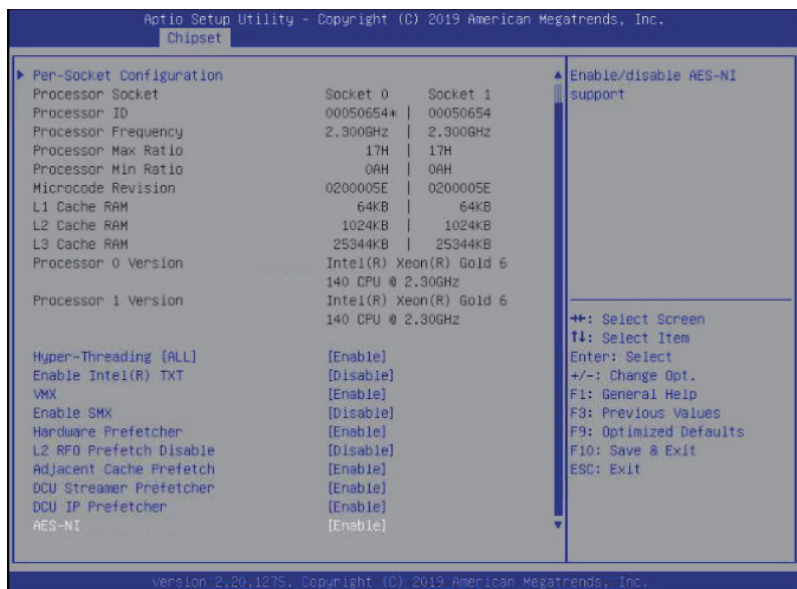 Aptio Setup Utility - Copyright (C) 2019 American Megatrends, Inc.
Chipset
Per-Socket Configuration
Processor Socket Socket 0 Socket 1
Processor ID 00050654* | 00050654
Processor Frequency 2.300GHz | 2.300GHz
Processor Max Ratio 17H | 17H
Processor Min Ratio 0AH | 0AH
Microcode Revision 0200005E | 0200005E
L1 Cache RAM 64KB | 64KB
L2 Cache RAM 1024KB | 1024KB
L3 Cache RAM 25344KB | 25344KB
Processor 0 Version Intel(R) Xeon(R) Gold 6
140 CPU @ 2.30GHz
Processor 1 Version Intel(R) Xeon(R) Gold 6
140 CPU @ 2.30GHz
Hyper-Threading [ALL] [Enable]
Enable Intel(R) TXT [Disable]
VMX [Enable]
Enable SMX [Disable]
Hardware Prefetcher [Enable]
L2 RFO Prefetch Disable [Disable]
Adjacent Cache Prefetch [Enable]
DCU Streamer Prefetcher [Enable]
DCU IP Prefetcher [Enable]
AES-NI [Enable]
Enable/disable AES-NI
support
→←: Select Screen
↑↓: Select Item
Enter: Select
+/-: Change Opt.
F1: General Help
F3: Previous Values
F9: Optimized Defaults
F10: Save & Exit
ESC: Exit
Version 2.20.1275. Copyright (C) 2019 American Megatrends, Inc.